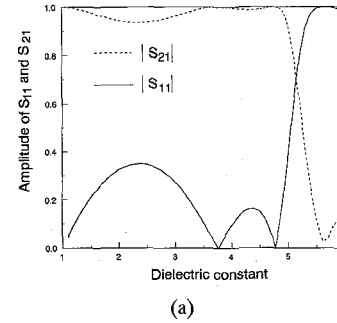 Amplitude of S11 and S21
1.0
0.8
0.6
0.4
0.2
0.0
|S21|
|S11|
1 2 3 4 5
Dielectric constant
(a)